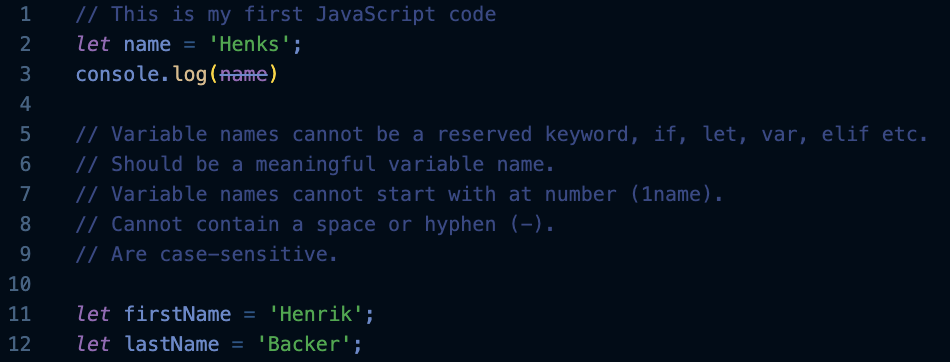 1 // This is my first JavaScript code
2 let name = 'Henks';
3 console.log(name)
4
5 // Variable names cannot be a reserved keyword, if, let, var, elif etc.
6 // Should be a meaningful variable name.
7 // Variable names cannot start with at number (1name).
8 // Cannot contain a space or hyphen (-).
9 // Are case-sensitive.
10
11 let firstName = 'Henrik';
12 let lastName = 'Backer';